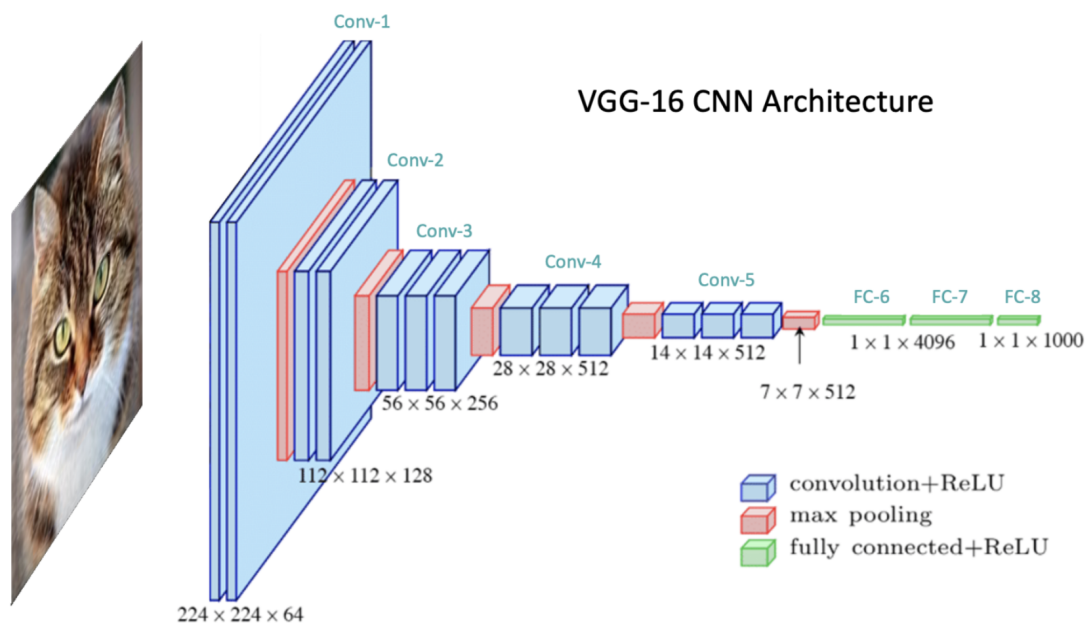 Conv-1
VGG-16 CNN Architecture
Conv-2
Conv-3
Conv-4
Conv-5
FC-6
FC-7
FC-8
1 × 1 × 4096
1 × 1 × 1000
14 × 14 × 512
28 × 28 × 512
7 × 7 × 512
56 × 56 × 256
112 × 112 × 128
convolution+ReLU
max pooling
fully connected+ReLU
224 × 224 × 64